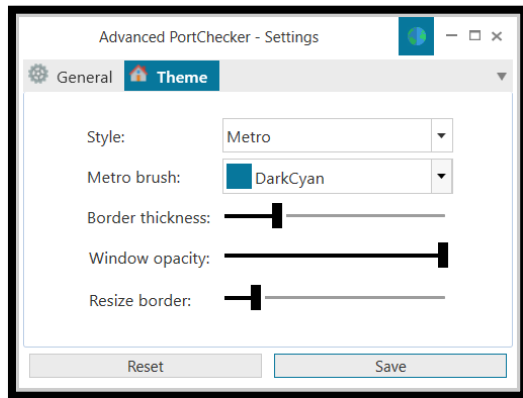 Advanced PortChecker - Settings
General Theme
Style: Metro
Metro brush: DarkCyan
Border thickness:
Window opacity:
Resize border:
Reset Save